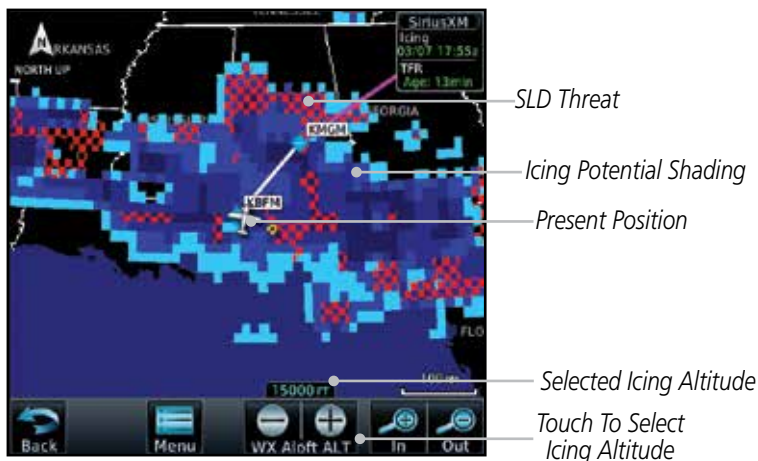 SiriusXM
Icing
03/07 17:55z
TFR
Age: 13min
N
ARKANSAS
NORTH UP
GEORGIA
KMGM
KBFM
FLO
15000 FT
Back
Menu
WX Aloft ALT
In
Out
SLD Threat
Icing Potential Shading
Present Position
Selected Icing Altitude
Touch To Select
Icing Altitude